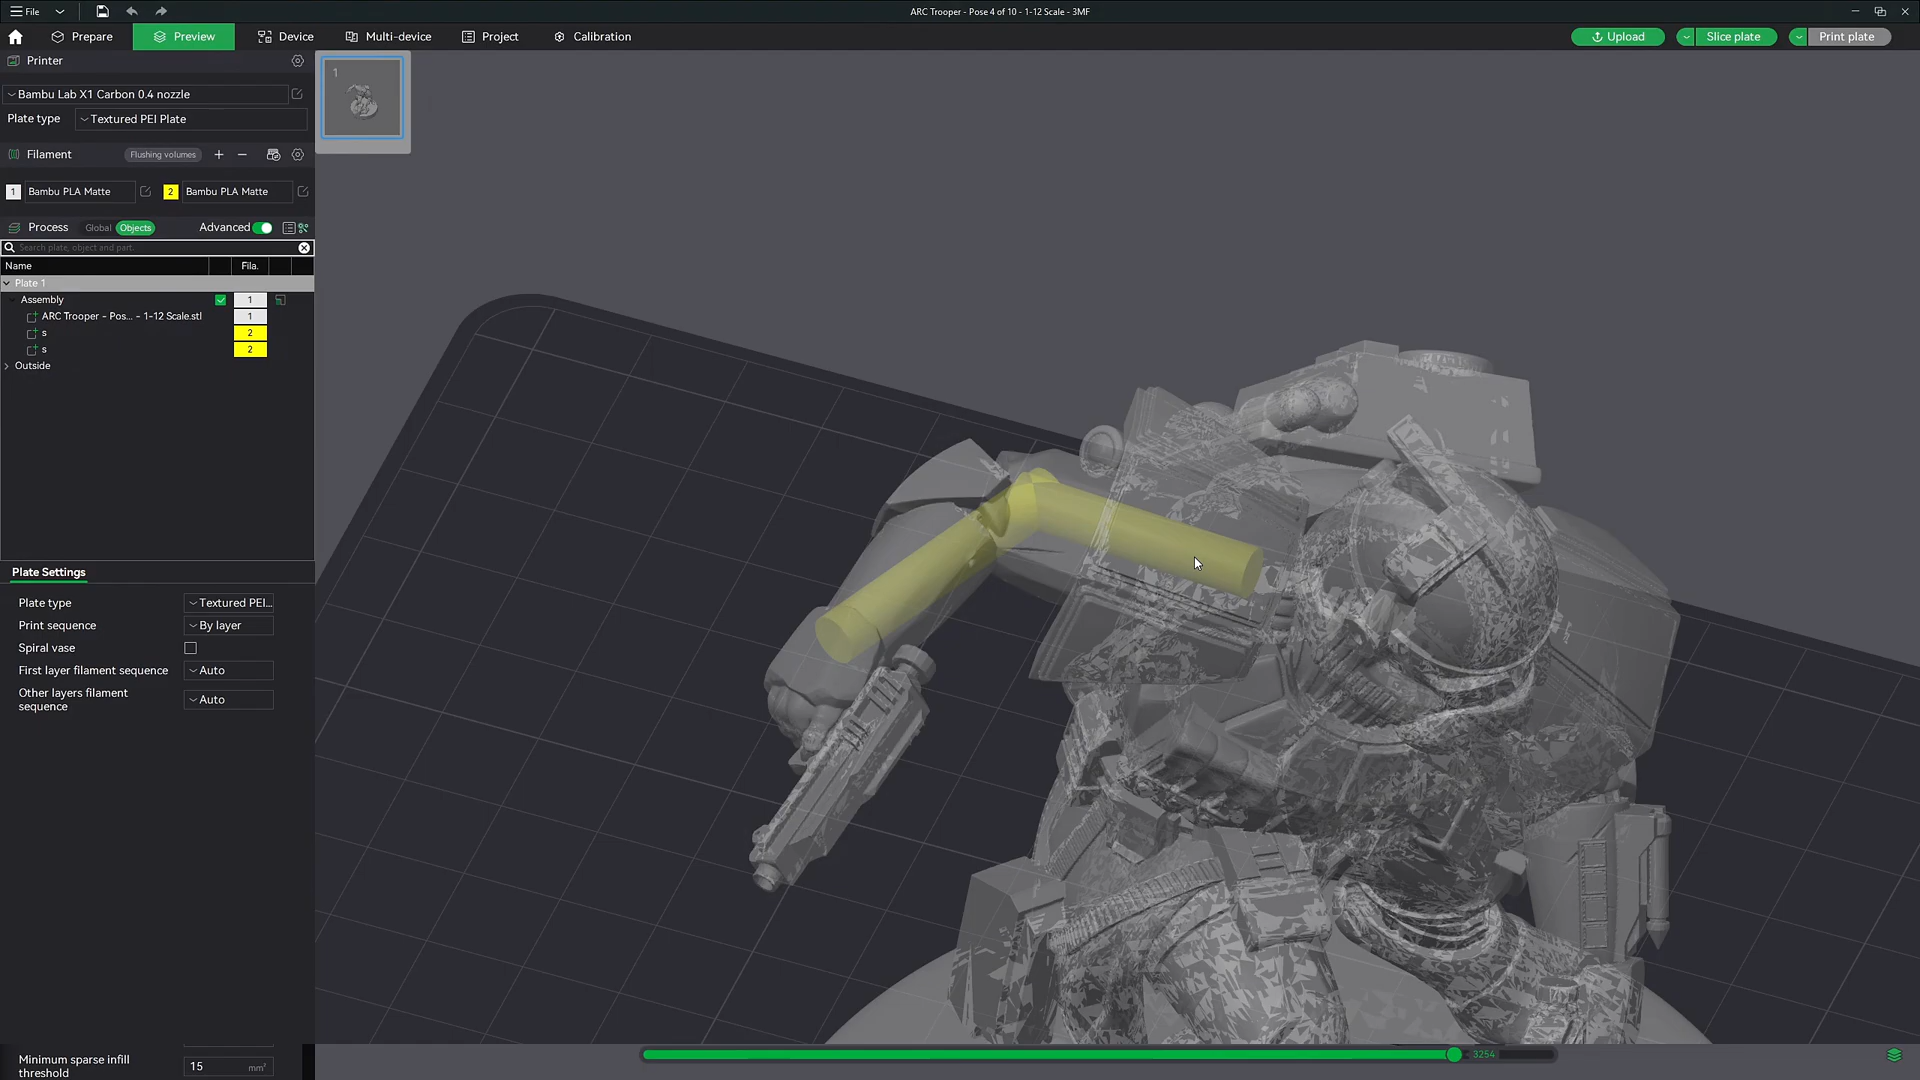 File
ARC Trooper - Pose 4 of 10 - 1-12 Scale - 3MF
Prepare
Preview
Device
Multi-device
Project
Calibration
Upload
Slice plate
Print plate
Printer
Bambu Lab X1 Carbon 0.4 nozzle
Plate type
Textured PEI Plate
Filament
Flushing volumes
1
Bambu PLA Matte
2
Bambu PLA Matte
Process
Global
Objects
Advanced
Search plate, object and part.
Name
Fila.
Plate 1
Assembly
1
ARC Trooper - Pos... - 1-12 Scale.stl
1
s
2
s
2
Outside
1
Plate Settings
Plate type
Textured PEI...
Print sequence
By layer
Spiral vase
First layer filament sequence
Auto
Other layers filament
sequence
Auto
Minimum sparse infill
threshold
15
mm²
3254